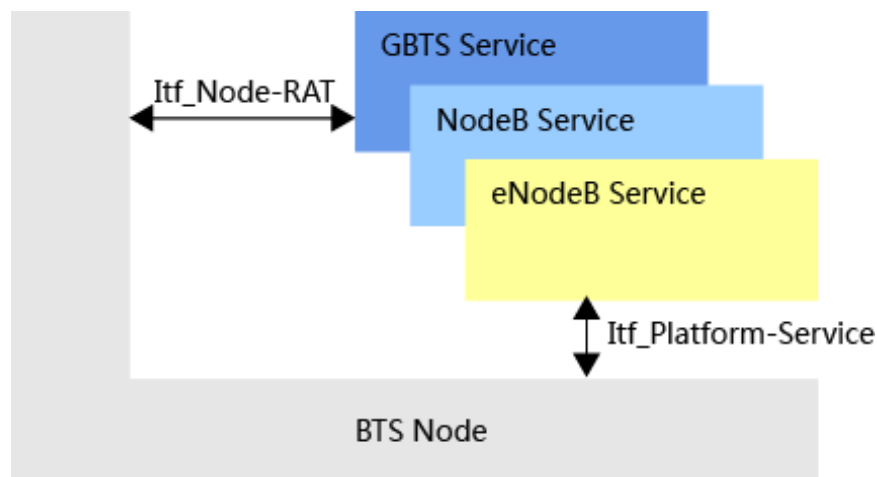 GBTS Service
Itf_Node-RAT
NodeB Service
eNodeB Service
Itf_Platform-Service
BTS Node